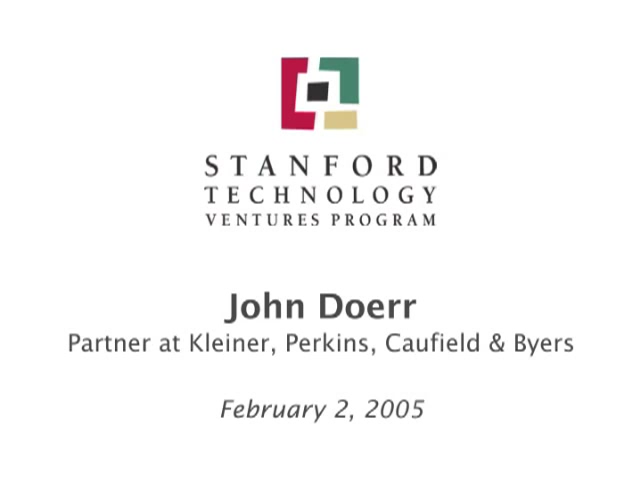 STANFORD
TECHNOLOGY
VENTURES PROGRAM
John Doerr
Partner at Kleiner, Perkins, Caufield & Byers
February 2, 2005